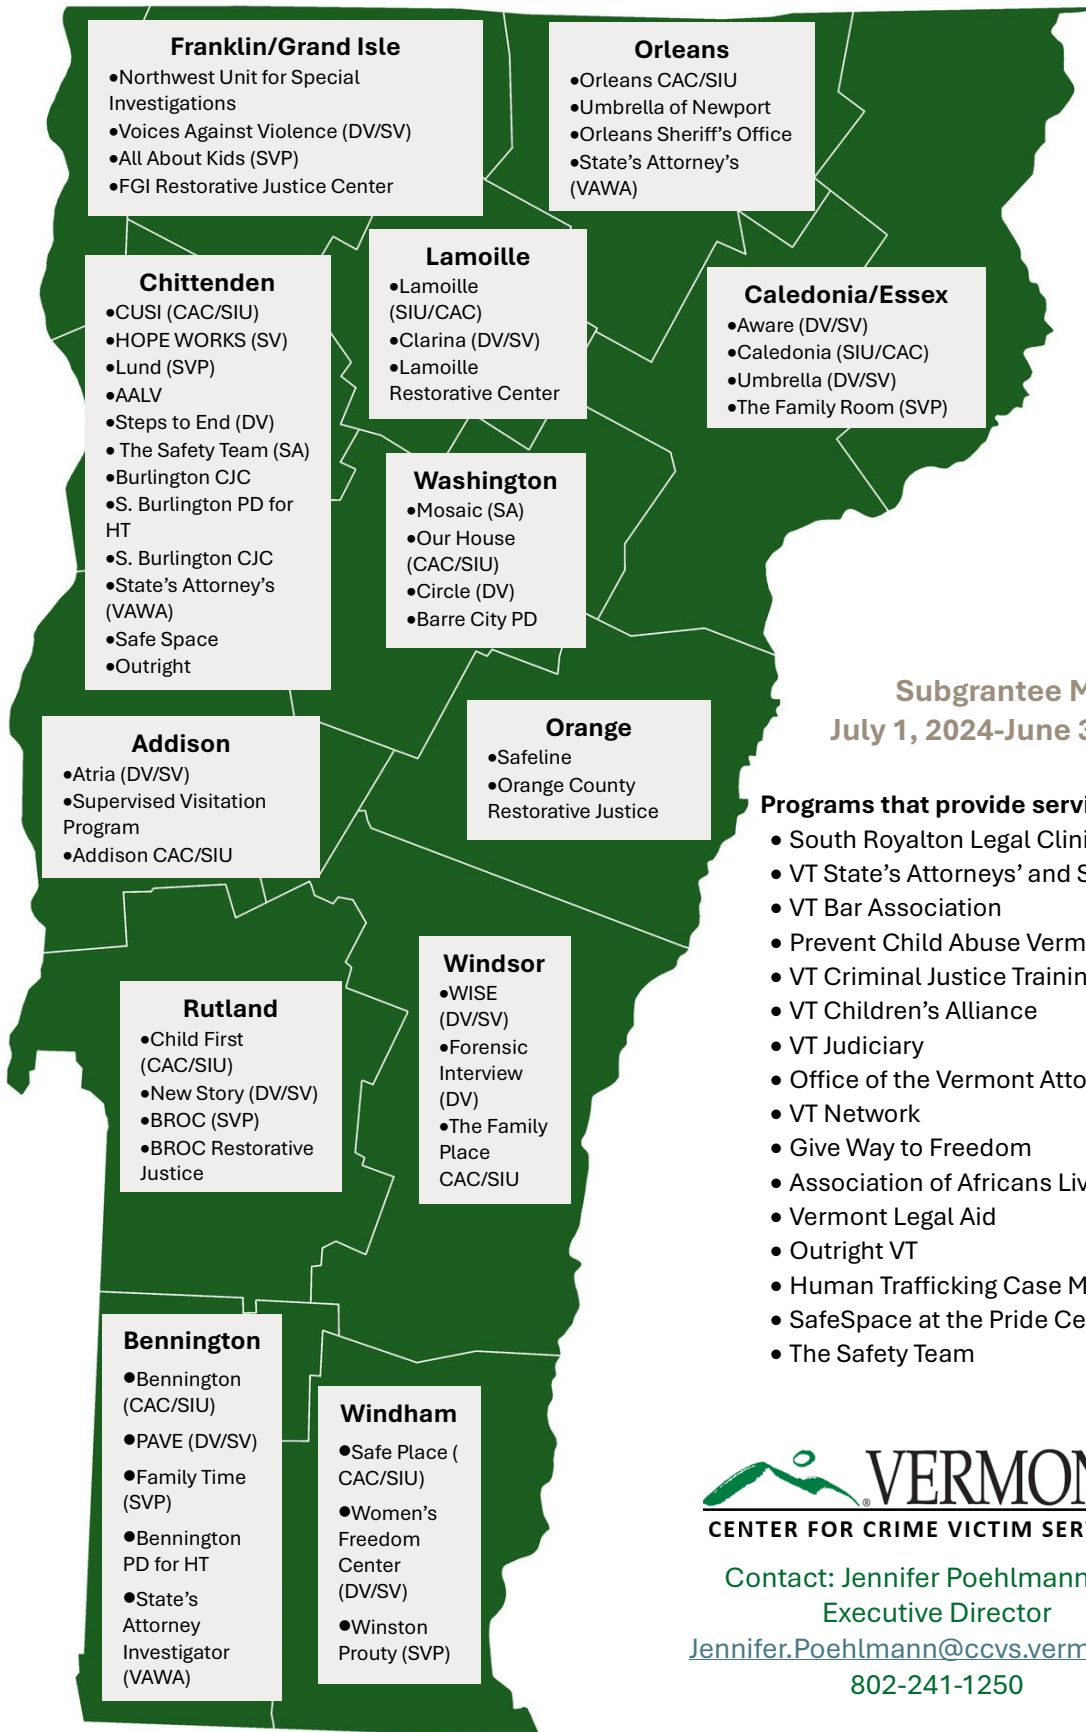 Franklin/Grand Isle
•Northwest Unit for Special
Investigations
•Voices Against Violence (DV/SV)
•All About Kids (SVP)
•FGI Restorative Justice Center
Orleans
•Orleans CAC/SIU
•Umbrella of Newport
•Orleans Sheriff’s Office
•State’s Attorney’s
(VAWA)
Lamoille
•Lamoille
(SIU/CAC)
•Clarina (DV/SV)
•Lamoille
Restorative Center
Chittenden
•CUSI (CAC/SIU)
•HOPE WORKS (SV)
•Lund (SVP)
•AALV
•Steps to End (DV)
• The Safety Team (SA)
•Burlington CJC
•S. Burlington PD for
HT
•S. Burlington CJC
•State’s Attorney’s
(VAWA)
•Safe Space
•Outright
Caledonia/Essex
•Aware (DV/SV)
•Caledonia (SIU/CAC)
•Umbrella (DV/SV)
•The Family Room (SVP)
Washington
•Mosaic (SA)
•Our House
(CAC/SIU)
•Circle (DV)
•Barre City PD
Addison
•Atria (DV/SV)
•Supervised Visitation
Program
•Addison CAC/SIU
Orange
•Safeline
•Orange County
Restorative Justice
Rutland
•Child First
(CAC/SIU)
•New Story (DV/SV)
•BROC (SVP)
•BROC Restorative
Justice
Windsor
•WISE
(DV/SV)
•Forensic
Interview
(DV)
•The Family
Place
CAC/SIU
Bennington
•Bennington
(CAC/SIU)
•PAVE (DV/SV)
•Family Time
(SVP)
•Bennington
PD for HT
•State’s
Attorney
Investigator
(VAWA)
Windham
•Safe Place (
CAC/SIU)
•Women’s
Freedom
Center
(DV/SV)
•Winston
Prouty (SVP)
Subgrantee M
July 1, 2024-June 3
Programs that provide servi
• South Royalton Legal Clini
• VT State’s Attorneys’ and S
• VT Bar Association
• Prevent Child Abuse Verm
• VT Criminal Justice Trainin
• VT Children’s Alliance
• VT Judiciary
• Office of the Vermont Atto
• VT Network
• Give Way to Freedom
• Association of Africans Liv
• Vermont Legal Aid
• Outright VT
• Human Trafficking Case M
• SafeSpace at the Pride Ce
• The Safety Team
® VERMON
CENTER FOR CRIME VICTIM SER
Contact: Jennifer Poehlmann
Executive Director
Jennifer.Poehlmann@ccvs.verm
802-241-1250